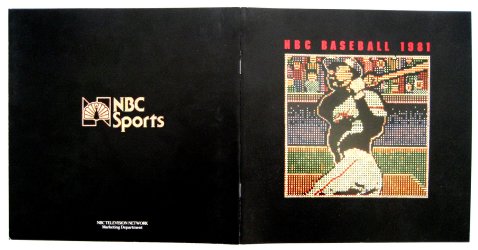 NBC
Sports
NBC TELEVISION NETWORK
Marketing Department
NBC BASEBALL 1981